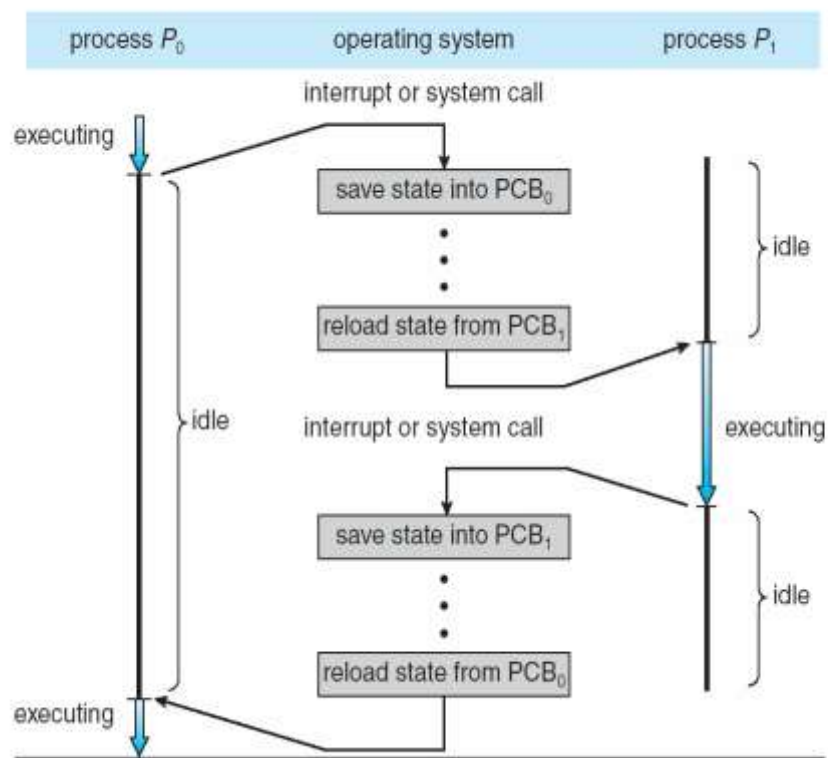 process P₀ operating system process P₁
interrupt or system call
executing
save state into PCB₀
idle
reload state from PCB₁
idle
interrupt or system call
executing
save state into PCB₁
idle
reload state from PCB₀
executing